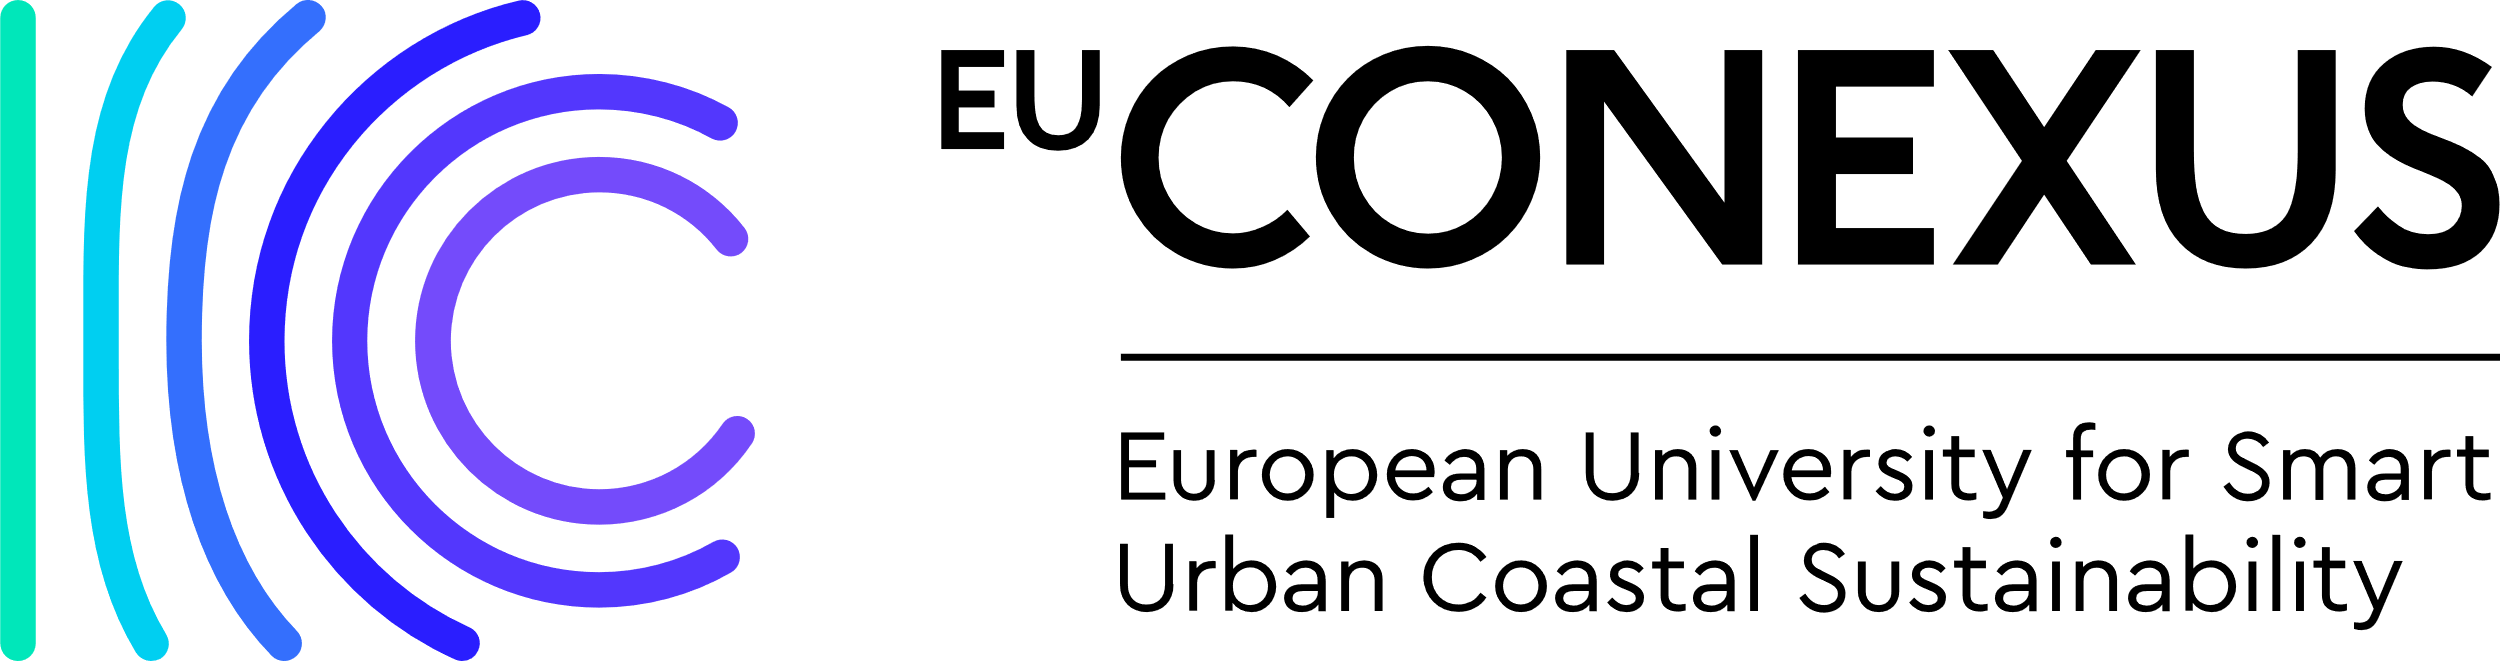 EU CONEXUS
European University for Smart
Urban Coastal Sustainability